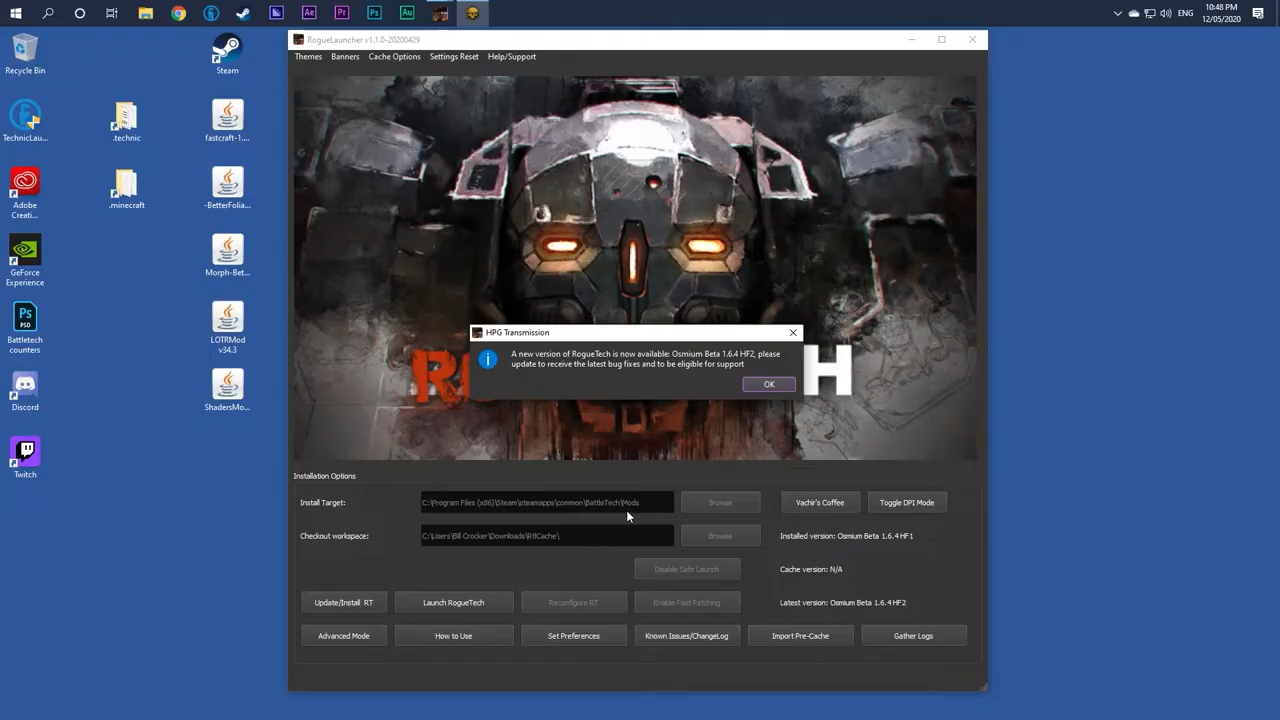 10:48 PM
ENG
12/05/2020
RogueLauncher v1.1.0-20200429
Themes
Banners
Cache Options
Settings Reset
Help/Support
Recycle Bin
Steam
TechnicLau...
.technic
fastcraft-1....
Adobe
Creati...
.minecraft
-BetterFolia...
GeForce
Experience
Morph-Bet...
Battletech
counters
LOTRMod
v34.3
Discord
ShadersMo...
Twitch
HPG Transmission
A new version of RogueTech is now available: Osmium Beta 1.6.4 HF2, please
update to receive the latest bug fixes and to be eligible for support
OK
R
H
Installation Options
Install Target:
C:\Program Files (x86)\Steam\steamapps\common\BattleTech\Mods
Browse
Vachir's Coffee
Toggle DPI Mode
Checkout workspace:
C:\Users\Bill Crocker\Downloads\RtlCache\
Browse
Installed version: Osmium Beta 1.6.4 HF1
Disable Safe Launch
Cache version: N/A
Update/Install RT
Launch RogueTech
Reconfigure RT
Enable Fast Patching
Latest version: Osmium Beta 1.6.4 HF2
Advanced Mode
How to Use
Set Preferences
Known Issues/ChangeLog
Import Pre-Cache
Gather Logs